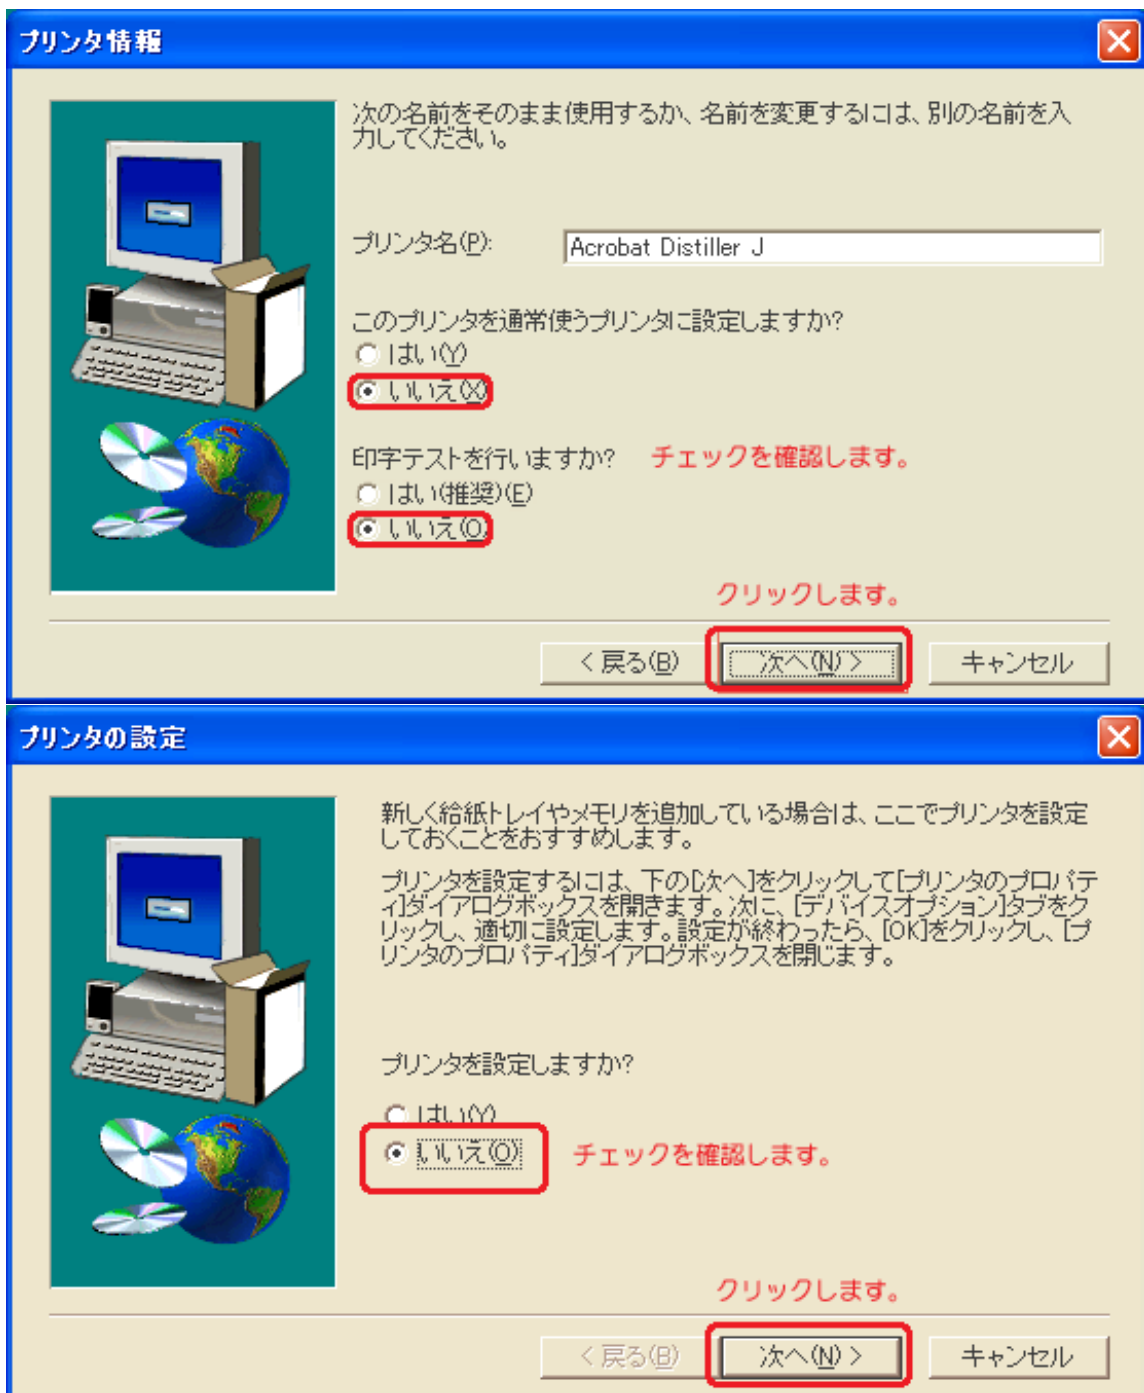 プリンタ情報
次の名前をそのまま使用するか、名前を変更するには、別の名前を入
力してください。
プリンタ名(P):
Acrobat Distiller J
このプリンタを通常使うプリンタに設定しますか?
はい(Y)
いいえ(X)
印字テストを行いますか?
チェックを確認します。
はい(推奨)(E)
いいえ(O)
クリックします。
< 戻る(B)
次へ(N) >
キャンセル
プリンタの設定
新しく給紙トレイやメモリを追加している場合は、ここでプリンタを設定
しておくことをおすすめします。
プリンタを設定するには、下の[次へ]をクリックして[プリンタのプロパテ
ィ]ダイアログボックスを開きます。次に、[デバイスオプション]タブをク
リックし、適切に設定します。設定が終わったら、[OK]をクリックし、[プ
リンタのプロパティ]ダイアログボックスを閉じます。
プリンタを設定しますか?
はい(Y)
いいえ(O)
チェックを確認します。
クリックします。
< 戻る(B)
次へ(N) >
キャンセル